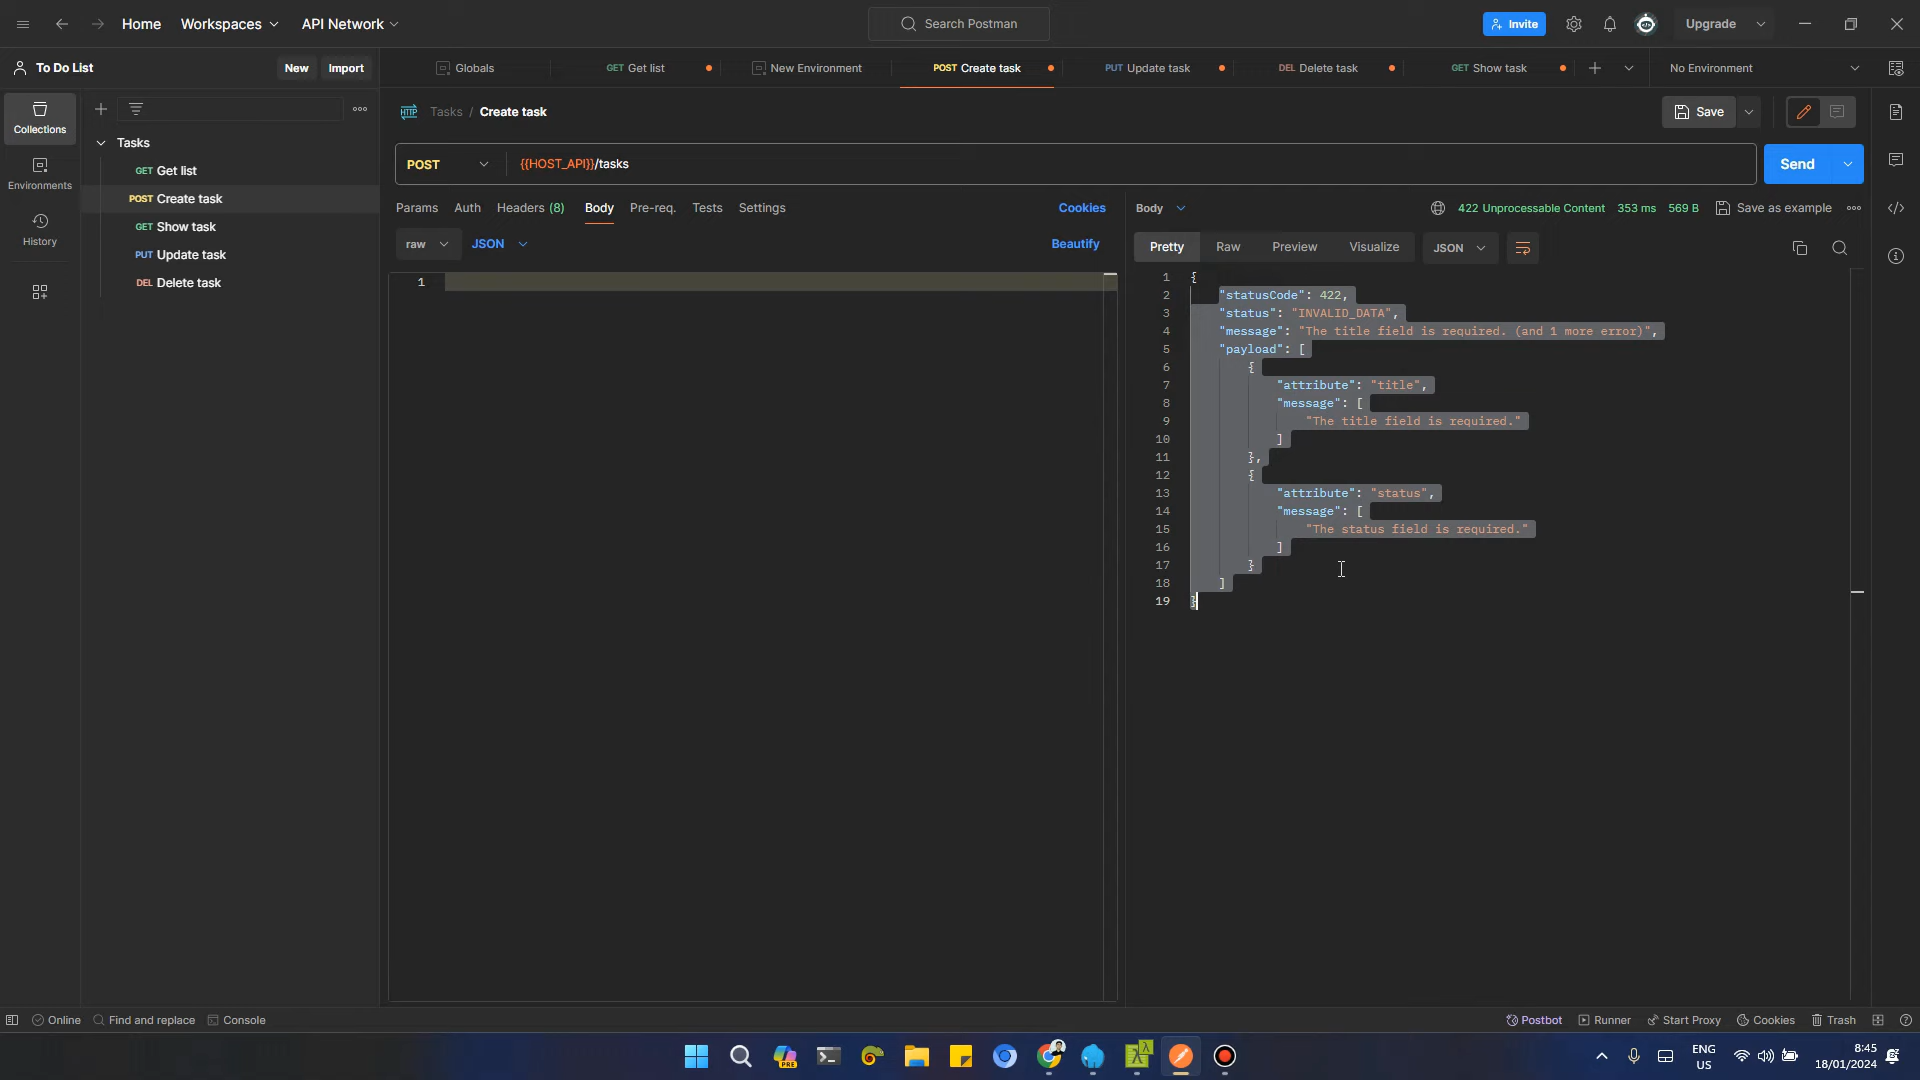 Home Workspaces API Network Search Postman Invite Upgrade
To Do List New Import Globals GET Get list New Environment POST Create task PUT Update task DEL Delete task GET Show task No Environment
Collections
Environments
History
Tasks
GET Get list
POST Create task
GET Show task
PUT Update task
DEL Delete task
HTTP Tasks / Create task Save
POST {{HOST_API}}/tasks Send
Params Auth Headers (8) Body Pre-req. Tests Settings Cookies
raw JSON Beautify
1
Body 422 Unprocessable Content 353 ms 569 B Save as example
Pretty Raw Preview Visualize JSON
1 {
2 "statusCode": 422,
3 "status": "INVALID_DATA",
4 "message": "The title field is required. (and 1 more error)",
5 "payload": [
6 {
7 "attribute": "title",
8 "message": [
9 "The title field is required."
10 ]
11 },
12 {
13 "attribute": "status",
14 "message": [
15 "The status field is required."
16 ]
17 }
18 ]
19 }
Online Find and replace Console Postbot Runner Start Proxy Cookies Trash
PRE
ENG
US
8:45
18/01/2024